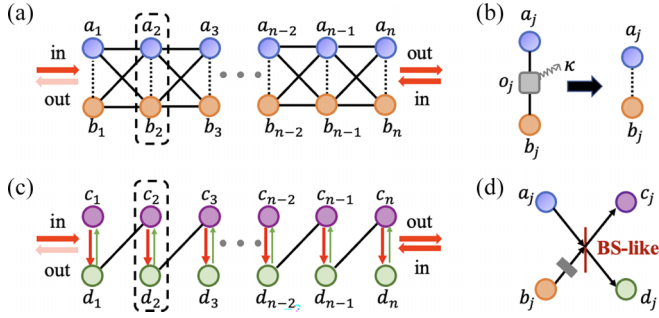 (a)
a₁ a₂ a₃ aₙ₋₂ aₙ₋₁ aₙ
in out
out in
b₁ b₂ b₃ bₙ₋₂ bₙ₋₁ bₙ
(b)
aⱼ aⱼ
κ
oⱼ
bⱼ bⱼ
(c)
c₁ c₂ c₃ cₙ₋₂ cₙ₋₁ cₙ
in out
out in
d₁ d₂ d₃ dₙ₋₂ dₙ₋₁ dₙ
(d)
aⱼ cⱼ
BS-like
bⱼ dⱼ